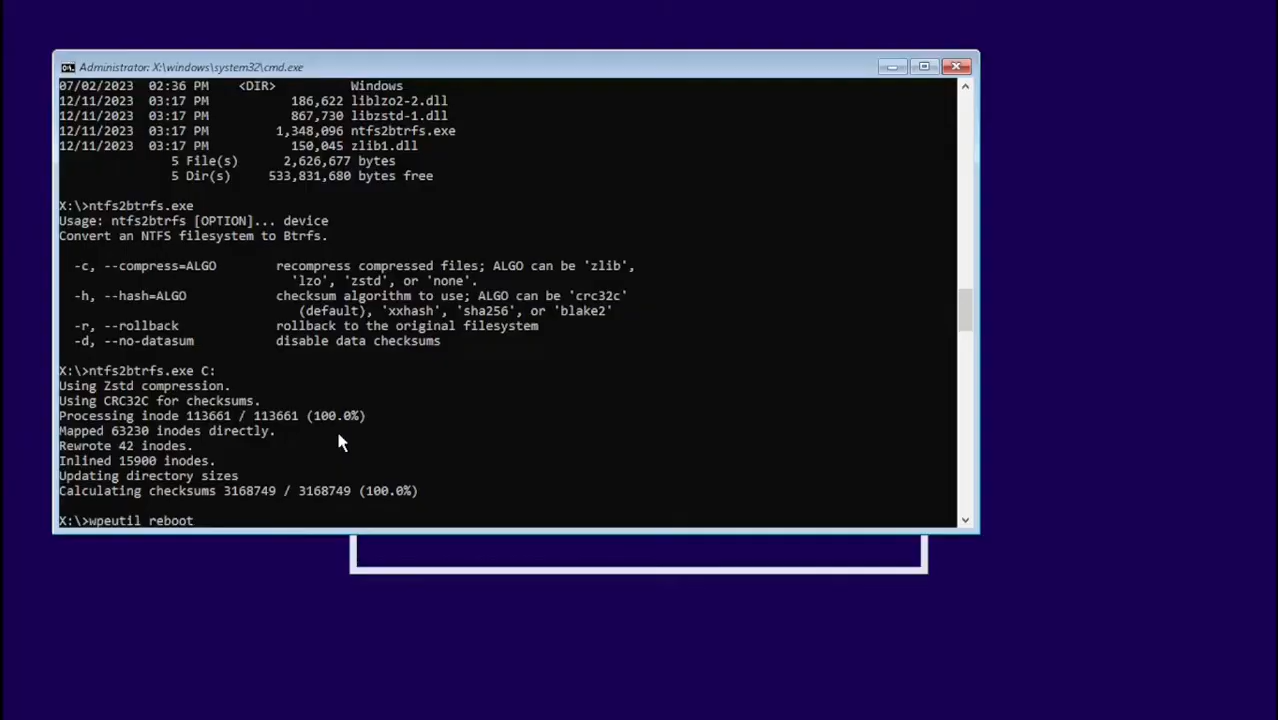 Administrator: X:\windows\system32\cmd.exe
07/02/2023  02:36 PM    <DIR>          Windows
12/11/2023  03:17 PM           186,622 liblzo2-2.dll
12/11/2023  03:17 PM           867,730 libzstd-1.dll
12/11/2023  03:17 PM         1,348,096 ntfs2btrfs.exe
12/11/2023  03:17 PM           150,045 zlib1.dll
               5 File(s)      2,626,677 bytes
               5 Dir(s)     533,831,680 bytes free
X:\>ntfs2btrfs.exe
Usage: ntfs2btrfs [OPTION]... device
Convert an NTFS filesystem to Btrfs.
  -c, --compress=ALGO        recompress compressed files; ALGO can be 'zlib',
                               'lzo', 'zstd', or 'none'.
  -h, --hash=ALGO            checksum algorithm to use; ALGO can be 'crc32c'
                                (default), 'xxhash', 'sha256', or 'blake2'
  -r, --rollback             rollback to the original filesystem
  -d, --no-datasum           disable data checksums
X:\>ntfs2btrfs.exe C:
Using Zstd compression.
Using CRC32C for checksums.
Processing inode 113661 / 113661 (100.0%)
Mapped 63230 inodes directly.
Rewrote 42 inodes.
Inlined 15900 inodes.
Updating directory sizes
Calculating checksums 3168749 / 3168749 (100.0%)
X:\>wpeutil reboot